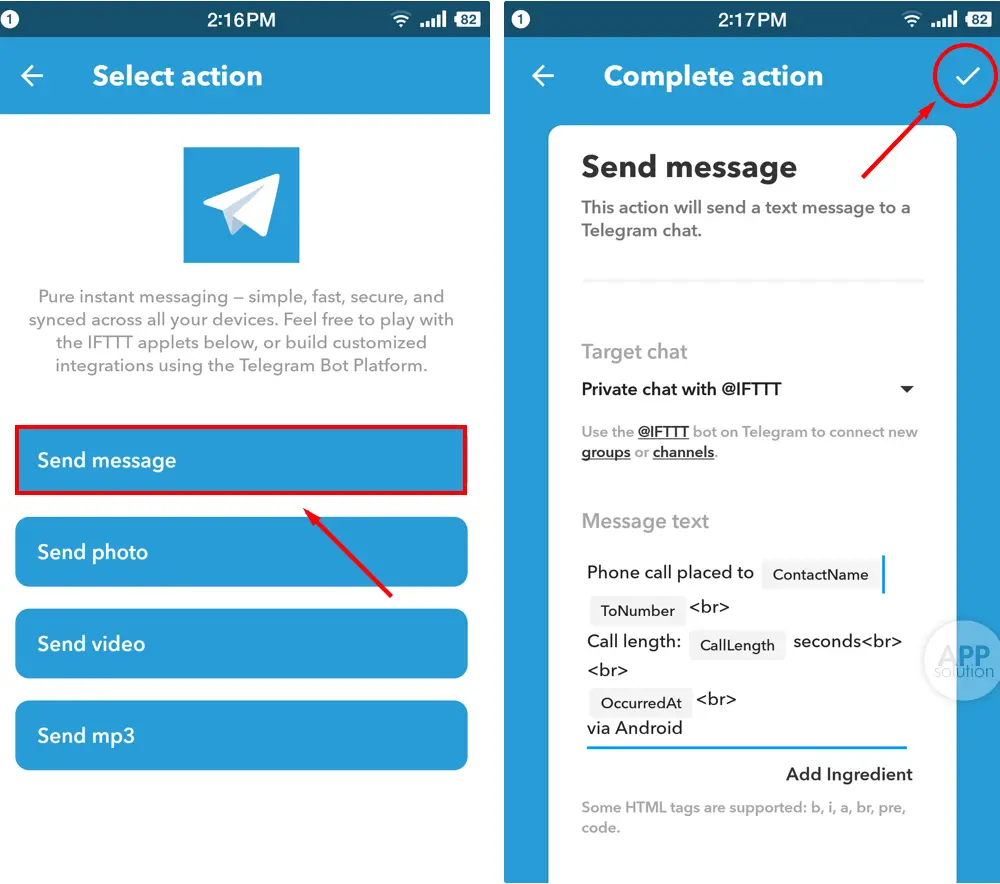 1
2:16PM
82
Select action
Pure instant messaging – simple, fast, secure, and
synced across all your devices. Feel free to play with
the IFTTT applets below, or build customized
integrations using the Telegram Bot Platform.
Send message
Send photo
Send video
Send mp3
1
2:17PM
82
Complete action
Send message
This action will send a text message to a
Telegram chat.
Target chat
Private chat with @IFTTT
Use the @IFTTT bot on Telegram to connect new
groups or channels.
Message text
Phone call placed to ContactName
ToNumber <br>
Call length: CallLength seconds<br>
<br>
OccurredAt <br>
via Android
Add Ingredient
Some HTML tags are supported: b, i, a, br, pre,
code.
APP
solution